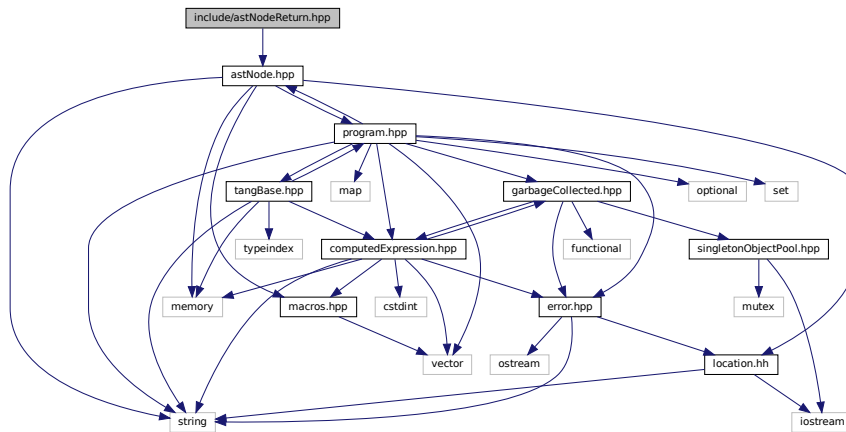 include/astNodeReturn.hpp
astNode.hpp
program.hpp
tangBase.hpp
map
garbageCollected.hpp
optional
set
typeindex
computedExpression.hpp
functional
singletonObjectPool.hpp
memory
macros.hpp
cstdint
error.hpp
mutex
vector
ostream
location.hh
string
iostream